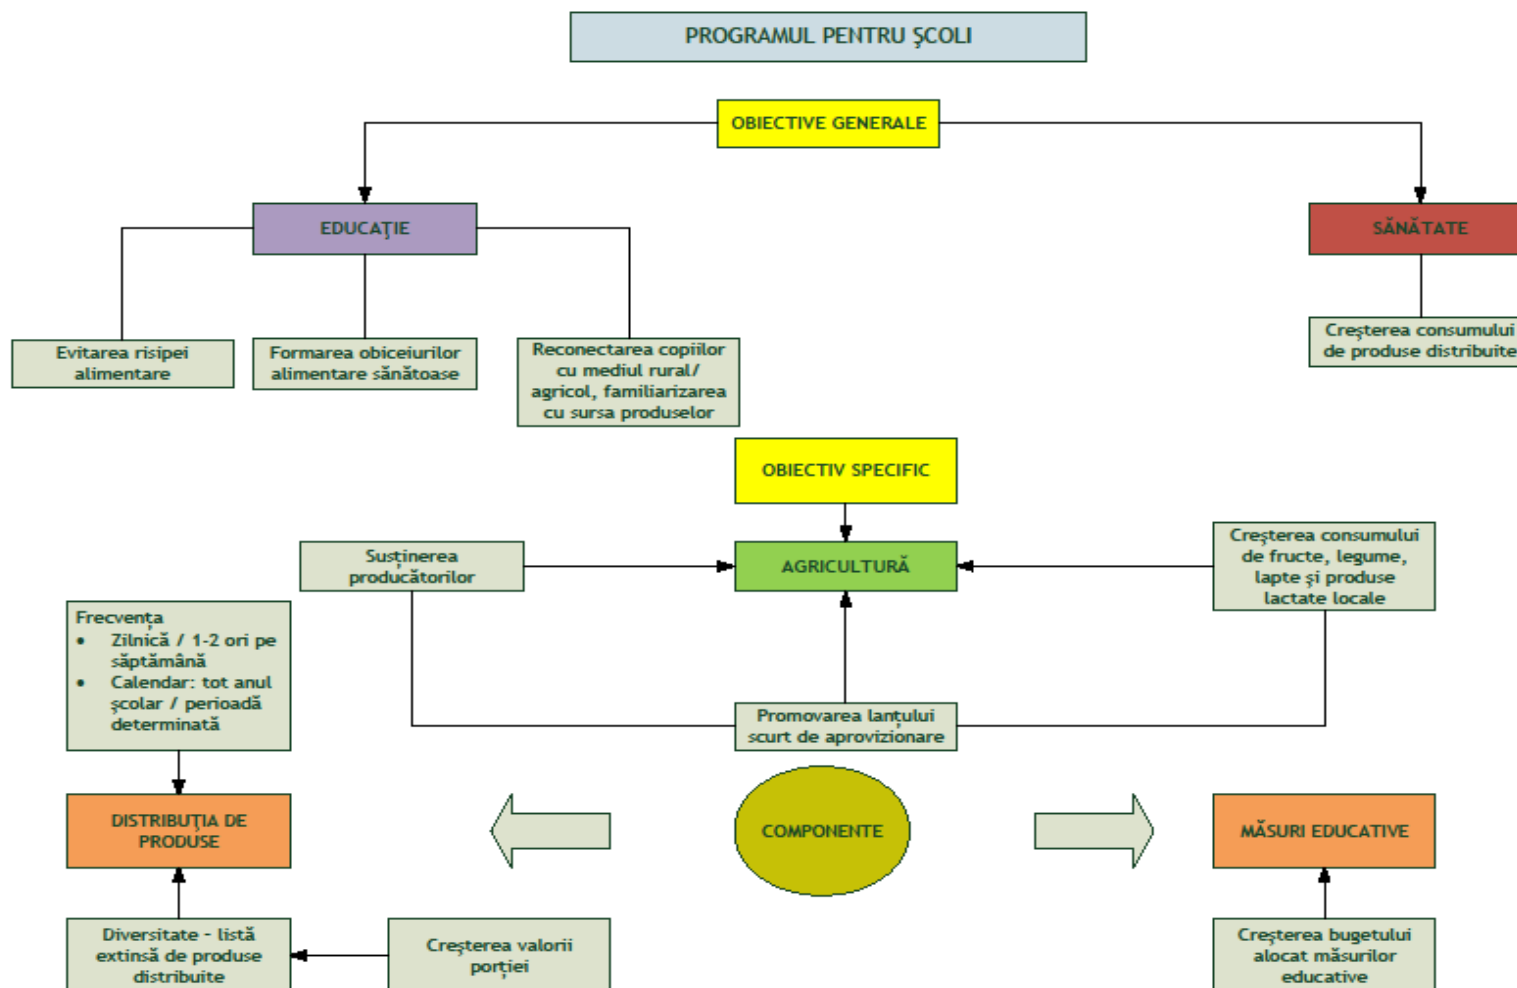 PROGRAMUL PENTRU ŞCOLI
OBIECTIVE GENERALE
EDUCAŢIE
SĂNĂTATE
Evitarea risipei
alimentare
Formarea obiceiurilor
alimentare sănătoase
Reconectarea copiilor
cu mediul rural/
agricol, familiarizarea
cu sursa produselor
Creşterea consumului
de produse distribuite
OBIECTIV SPECIFIC
Susţinerea
producătorilor
AGRICULTURĂ
Creşterea consumului
de fructe, legume,
lapte şi produse
lactate locale
Frecvenţa
• Zilnică / 1-2 ori pe
săptămână
• Calendar: tot anul
şcolar / perioadă
determinată
Promovarea lanţului
scurt de aprovizionare
DISTRIBUŢIA DE
PRODUSE
COMPONENTE
MĂSURI EDUCATIVE
Diversitate – listă
extinsă de produse
distribuite
Creşterea valorii
porţiei
Creşterea bugetului
alocat măsurilor
educative